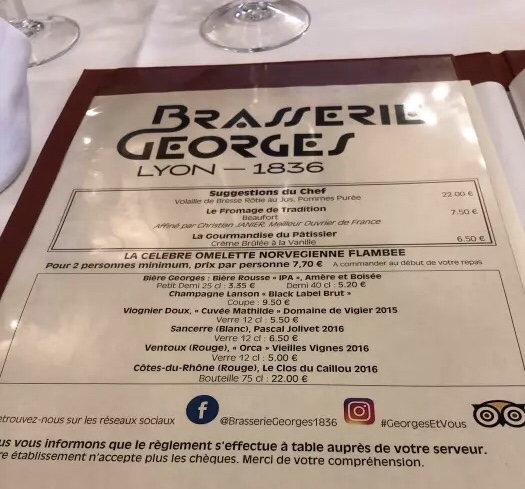 BRASSERIE
GEORGES
LYON — 1836
Suggestions du Chef
Volaille de Bresse Rôtie au Jus, Pommes Purée 22.00 €
Le Fromage de Tradition
Beaufort 7.50 €
Affiné par Christian JANIER, Meilleur Ouvrier de France
La Gourmandise du Pâtissier
Crème Brûlée à la Vanille 6.50 €
LA CELEBRE OMELETTE NORVEGIENNE FLAMBEE
Pour 2 personnes minimum, prix par personne 7,70 € A commander au début de votre repas
Bière Georges : Bière Rousse « IPA », Amère et Boisée
Petit Demi 25 cl : 3.35 € Demi 40 cl : 5.20 €
Champagne Lanson « Black Label Brut »
Coupe : 9.50 €
Viognier Doux, « Cuvée Mathilde » Domaine de Vigier 2015
Verre 12 cl : 5.50 €
Sancerre (Blanc), Pascal Jolivet 2016
Verre 12 cl : 6.50 €
Ventoux (Rouge), « Orca » Vieilles Vignes 2016
Verre 12 cl : 5.00 €
Côtes-du-Rhône (Rouge), Le Clos du Caillou 2016
Bouteille 75 cl : 22.00 €
etrouvez-nous sur les réseaux sociaux f @BrasserieGeorges1836 #GeorgesEtVous
us vous informons que le règlement s'effectue à table auprès de votre serveur.
re établissement n'accepte plus les chèques. Merci de votre compréhension.